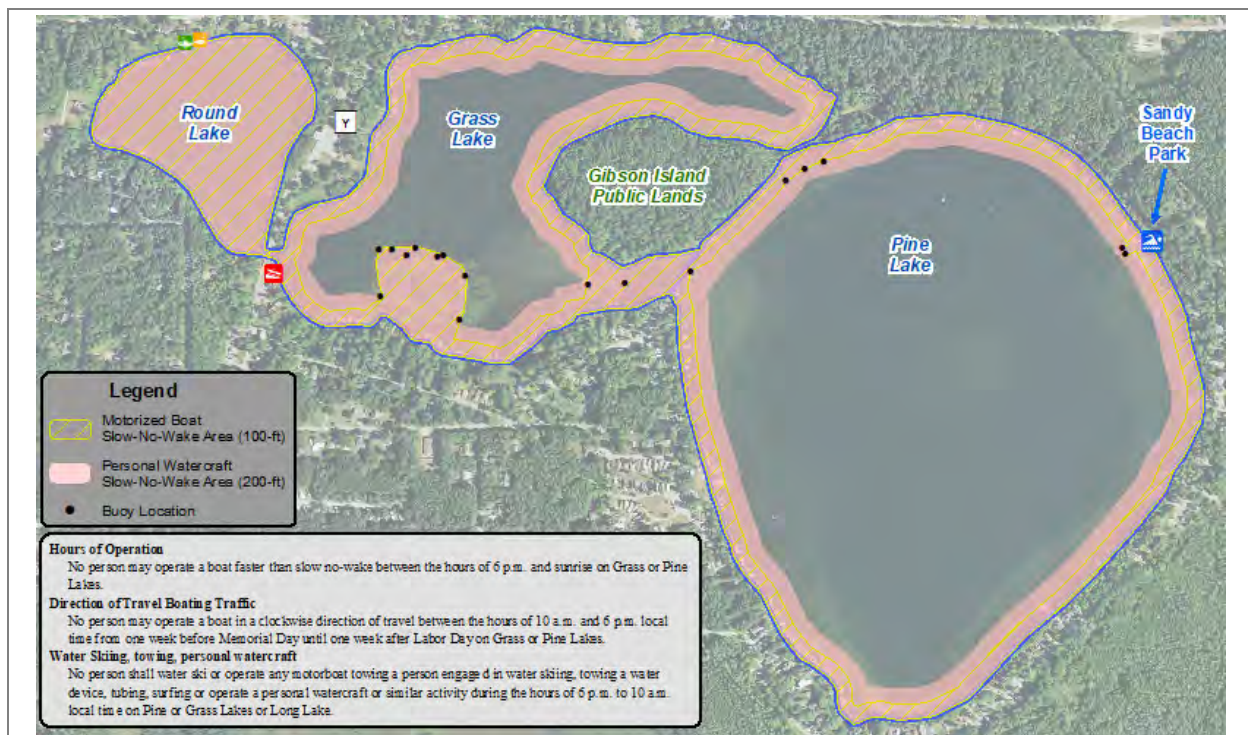 Round
Lake
Y
Grass
Lake
Gibson Island
Public Lands
Sandy
Beach
Park
Pine
Lake
Legend
Motorized Boat
Slow-No-Wake Area (100-ft)
Personal Watercraft
Slow-No-Wake Area (200-ft)
Buoy Location
Hours of Operation
No person may operate a boat faster than slow no-wake between the hours of 6 p.m. and sunrise on Grass or Pine
Lakes.
Direction of Travel Boating Traffic
No person may operate a boat in a clockwise direction of travel between the hours of 10 a.m. and 6 p.m. local
time from one week before Memorial Day until one week after Labor Day on Grass or Pine Lakes.
Water Skiing, towing, personal watercraft
No person shall water ski or operate any motorboat towing a person engaged in water skiing, towing a water
device, tubing, surfing or operate a personal watercraft or similar activity during the hours of 6 p.m. to 10 a.m.
local time on Pine or Grass Lakes or Long Lake.